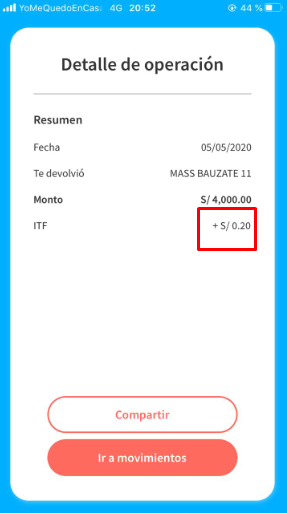 YoMeQuedoEnCasa 4G 20:52 44 %
Detalle de operación
Resumen
Fecha 05/05/2020
Te devolvió MASS BAUZATE 11
Monto S/ 4,000.00
ITF + S/ 0.20
Compartir
Ir a movimientos